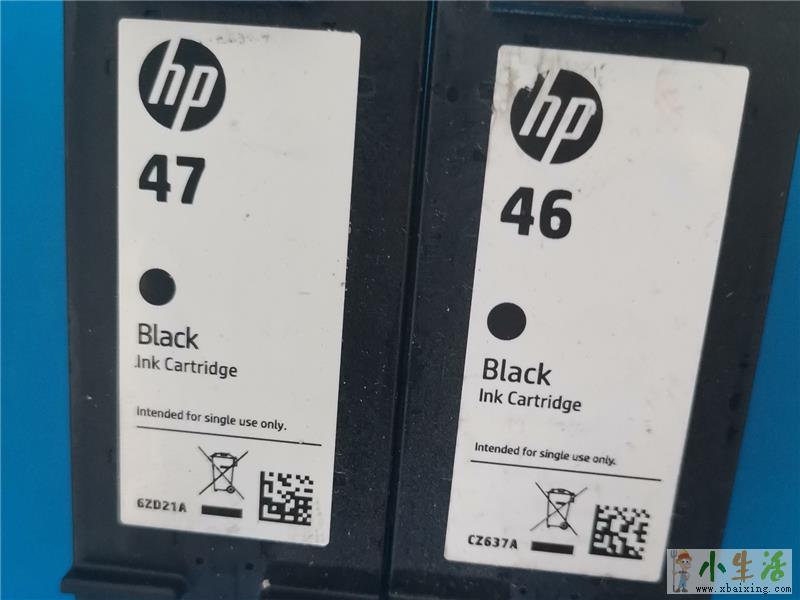 hp
47
Black
Ink Cartridge
Intended for single use only.
6ZD21A
hp
46
Black
Ink Cartridge
Intended for single use only.
CZ637A
小生活
www.xbaixing.com